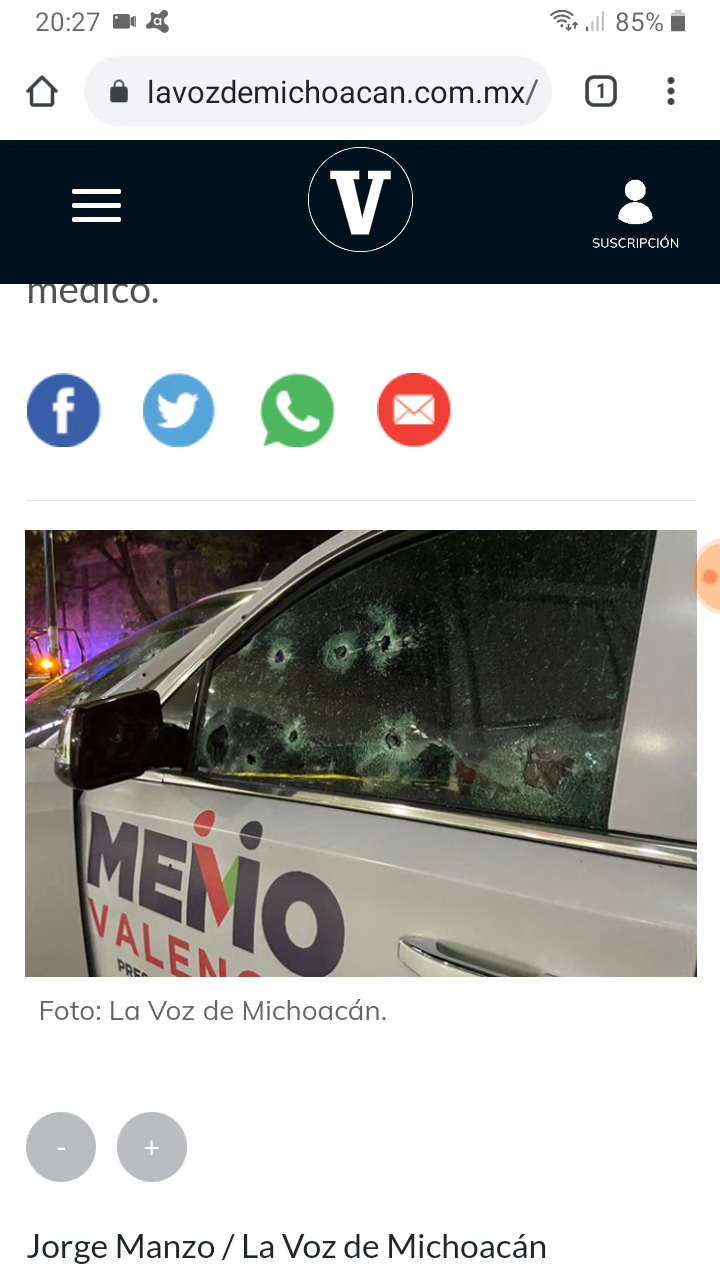 20:27
85%
lavozdemichoacan.com.mx/
1
V
SUSCRIPCIÓN
médico.
f
MEMO
Foto: La Voz de Michoacán.
-
+
Jorge Manzo / La Voz de Michoacán